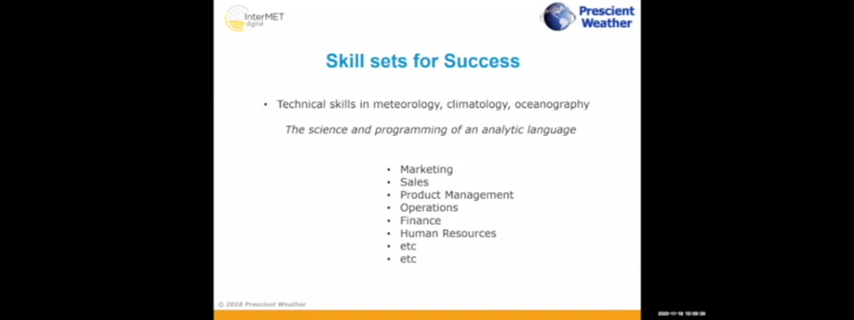 InterMET
digital
Prescient
Weather
Skill sets for Success
• Technical skills in meteorology, climatology, oceanography
The science and programming of an analytic language
• Marketing
• Sales
• Product Management
• Operations
• Finance
• Human Resources
• etc
• etc
© 2018 Prescient Weather